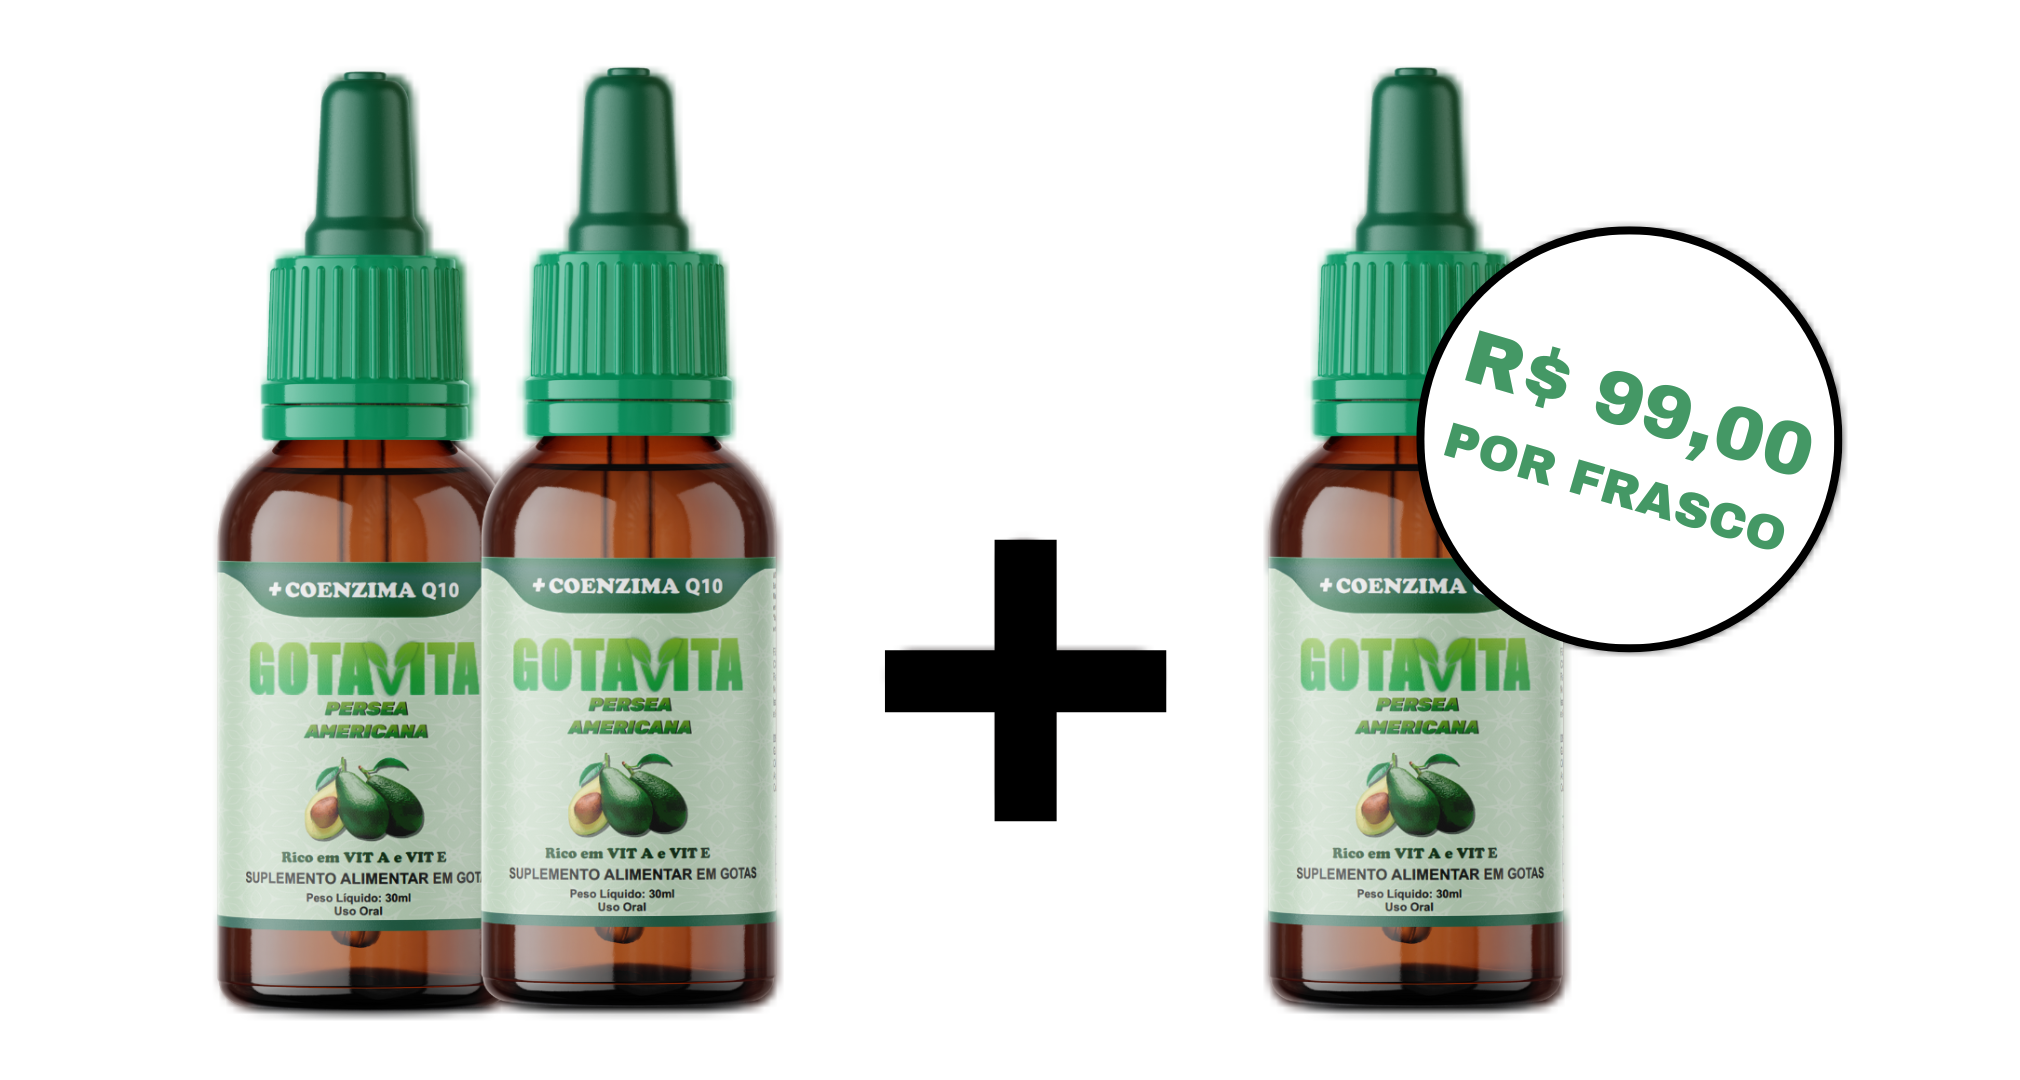 +COENZIMA Q10
GOTAVITA
PERSEA
AMERICANA
Rico em VIT A e VIT E
SUPLEMENTO ALIMENTAR EM
Peso Líquido: 30ml
Uso Oral
+COENZIMA Q10
GOTAVITA
PERSEA
AMERICANA
Rico em VIT A e VIT E
SUPLEMENTO ALIMENTAR EM GOTAS
Peso Líquido: 30ml
Uso Oral
+COENZIMA
GOTAVITA
PERSEA
AMERICANA
Rico em VIT A e VIT E
SUPLEMENTO ALIMENTAR EM GOTAS
Peso Líquido: 30ml
Uso Oral
R$ 99,00
POR FRASCO